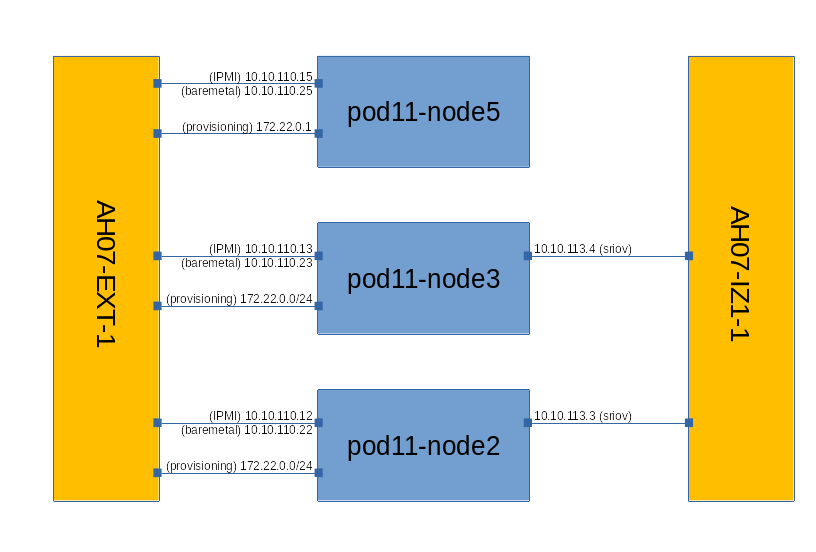 (IPMI) 10.10.110.15
(baremetal) 10.10.110.25
(provisioning) 172.22.0.1
pod11-node5
AH07-EXT-1
(IPMI) 10.10.110.13
(baremetal) 10.10.110.23
(provisioning) 172.22.0.0/24
pod11-node3
10.10.113.4 (sriov)
AH07-IZ1-1
(IPMI) 10.10.110.12
(baremetal) 10.10.110.22
(provisioning) 172.22.0.0/24
pod11-node2
10.10.113.3 (sriov)